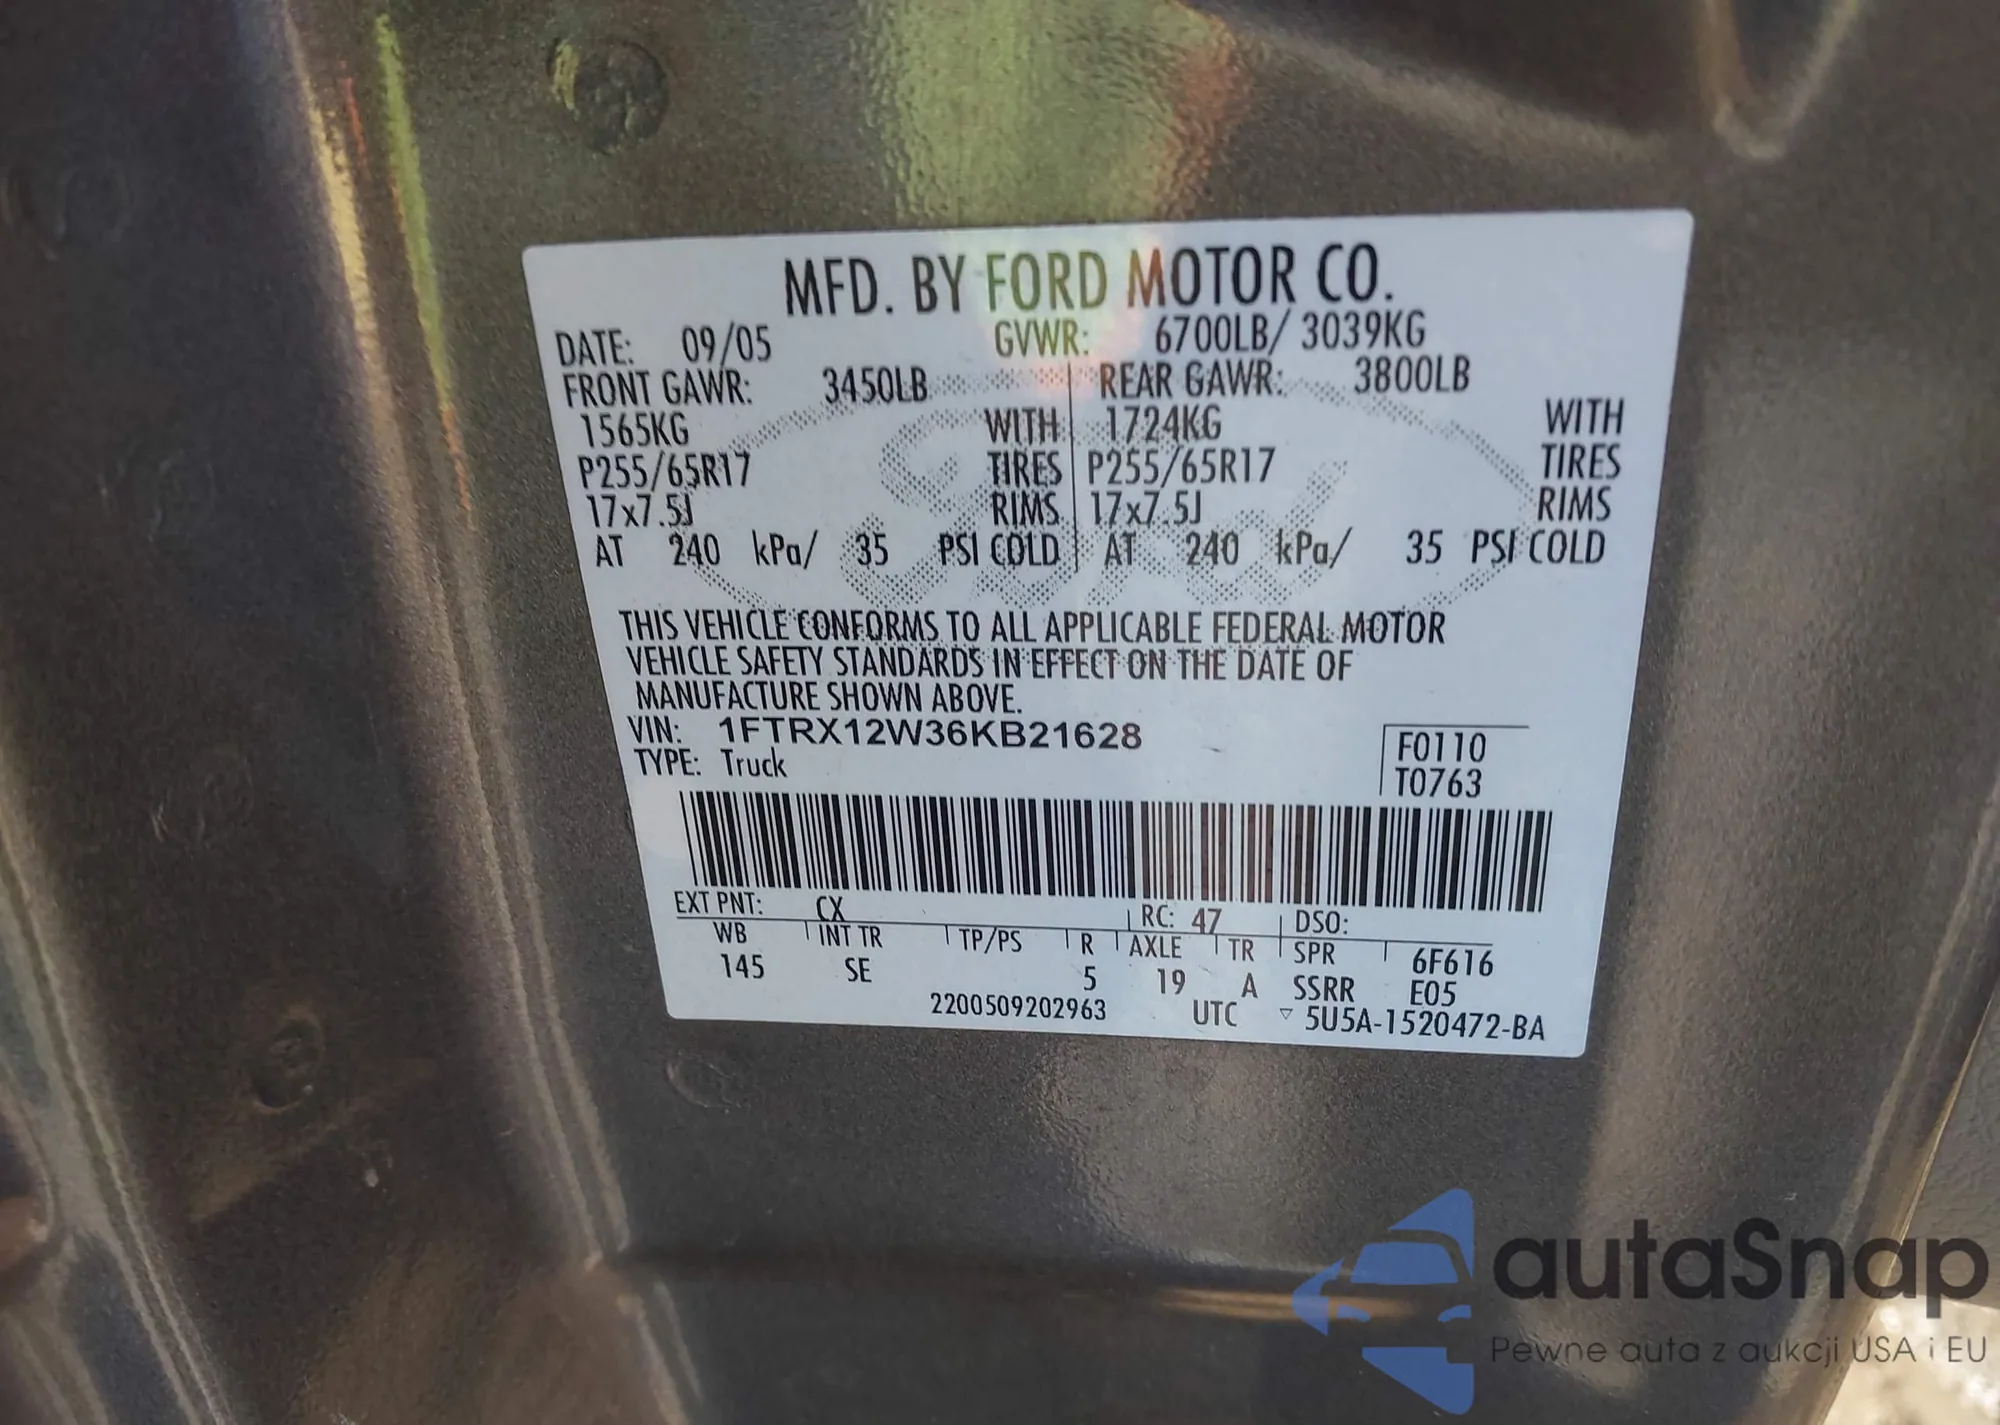 MFD. BY FORD MOTOR CO.
DATE: 09/05 GVWR: 6700LB/ 3039KG
FRONT GAWR: 3450LB REAR GAWR: 3800LB
1565KG WITH 1724KG WITH
P255/65R17 TIRES P255/65R17 TIRES
17x7.5J RIMS 17x7.5J RIMS
AT 240 kPa/ 35 PSI COLD AT 240 kPa/ 35 PSI COLD
THIS VEHICLE CONFORMS TO ALL APPLICABLE FEDERAL MOTOR
VEHICLE SAFETY STANDARDS IN EFFECT ON THE DATE OF
MANUFACTURE SHOWN ABOVE.
VIN: 1FTRX12W36KB21628 F0110
TYPE: Truck T0763
EXT PNT: CX RC: 47 DSO:
WB INT TR TP/PS R AXLE TR SPR 6F616
145 SE 5 19 A SSRR E05
2200509202963 UTC ▽ 5U5A-1520472-BA
Ford
autaSnap
Pewne auta z aukcji USA i EU